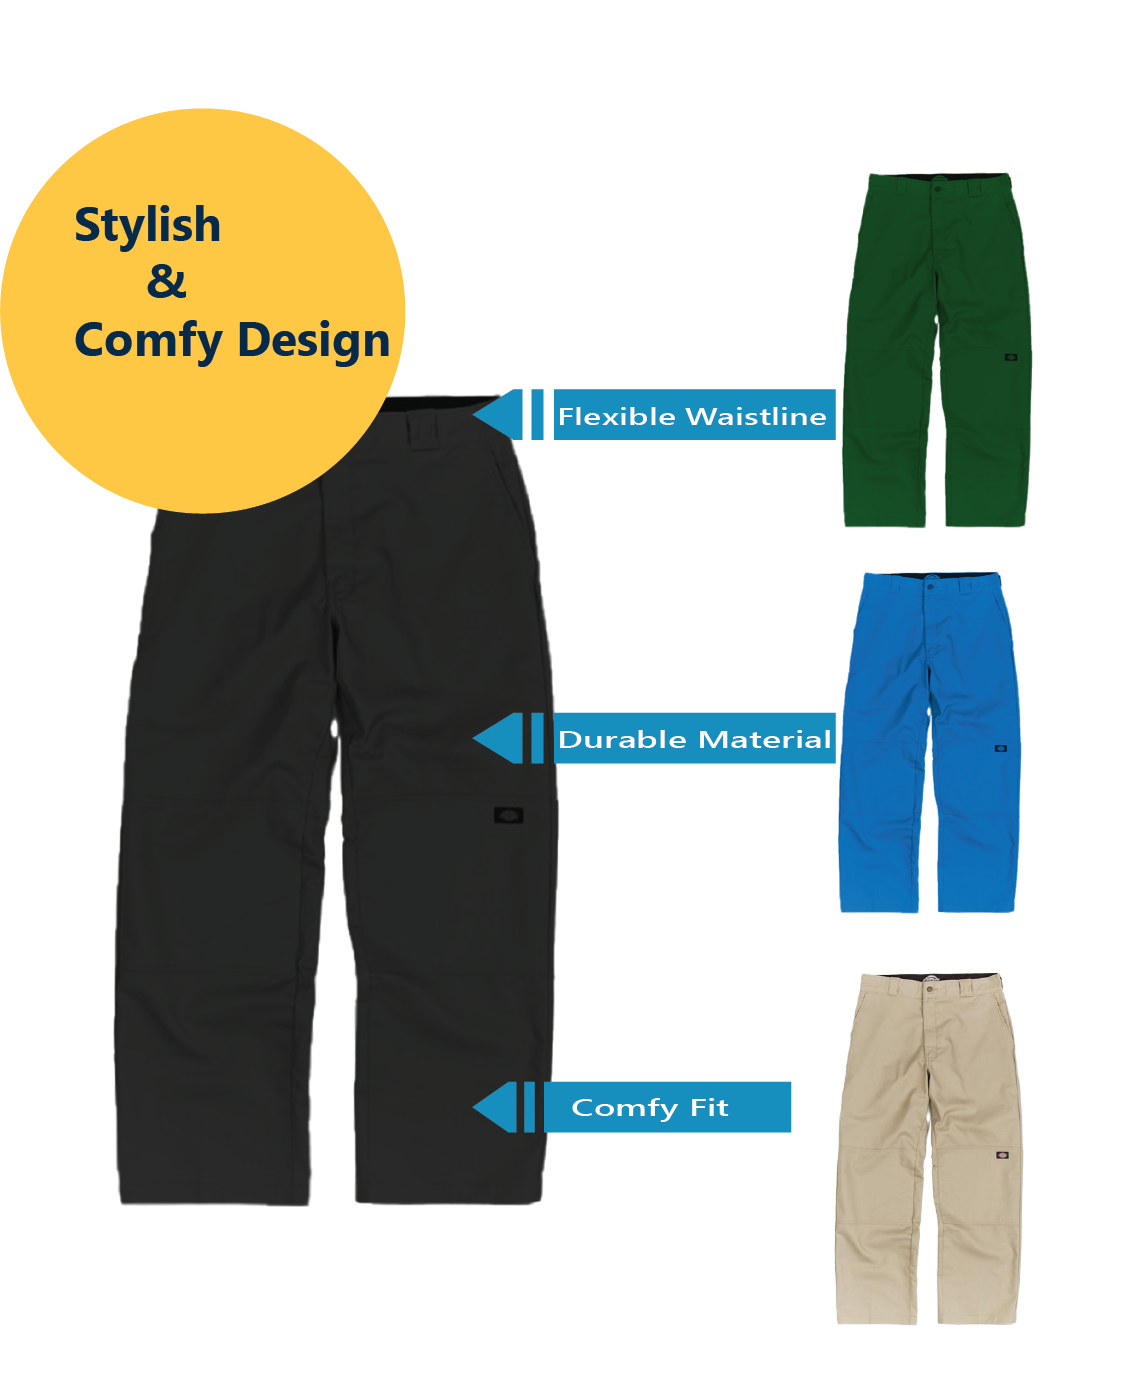 Stylish
&
Comfy Design
Flexible Waistline
Durable Material
Comfy Fit